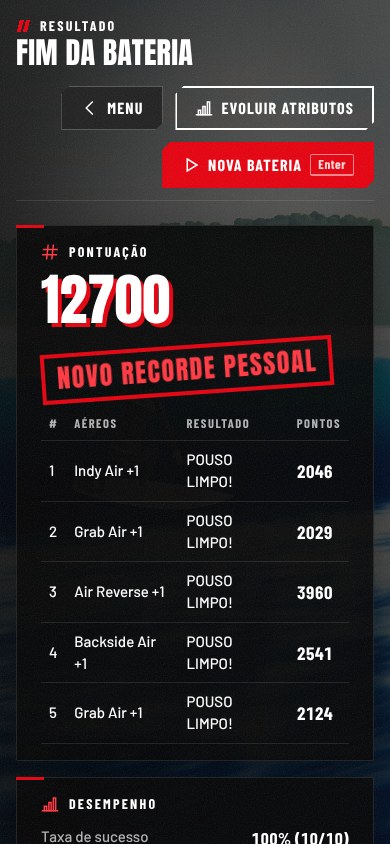 RESULTADO
FIM DA BATERIA
MENU
EVOLUIR ATRIBUTOS
NOVA BATERIA Enter
# PONTUAÇÃO
12700
NOVO RECORDE PESSOAL
# AÉREOS RESULTADO PONTOS
1 Indy Air +1 POUSO LIMPO! 2046
2 Grab Air +1 POUSO LIMPO! 2029
3 Air Reverse +1 POUSO LIMPO! 3960
4 Backside Air +1 POUSO LIMPO! 2541
5 Grab Air +1 POUSO LIMPO! 2124
DESEMPENHO
Taxa de sucesso 100% (10/10)